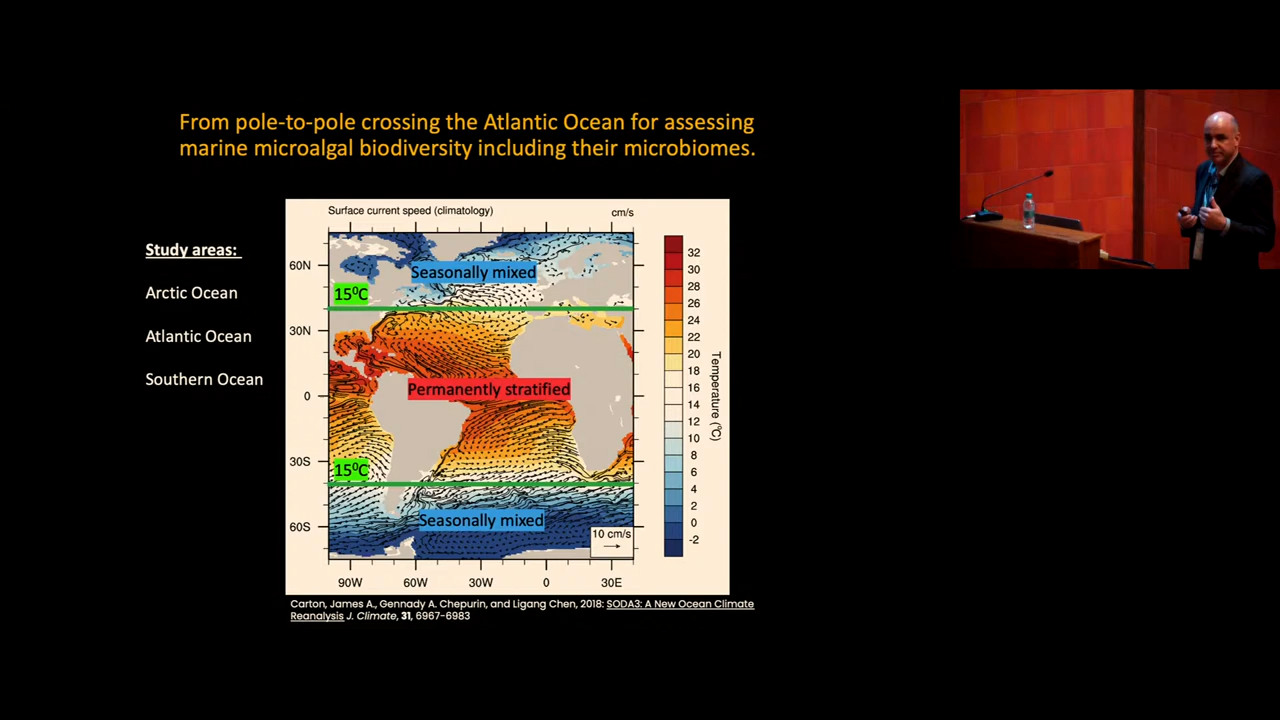 From pole-to-pole crossing the Atlantic Ocean for assessing
marine microalgal biodiversity including their microbiomes.
Study areas:
Arctic Ocean
Atlantic Ocean
Southern Ocean
Surface current speed (climatology)
cm/s
60N
30N
0
30S
60S
90W
60W
30W
0
30E
Seasonally mixed
15⁰C
Permanently stratified
15⁰C
Seasonally mixed
10 cm/s
32
30
28
26
24
22
20
18
16
14
12
10
8
6
4
2
0
-2
Temperature (°C)
Carton, James A., Gennady A. Chepurin, and Ligang Chen, 2018: SODA3: A New Ocean Climate
Reanalysis J. Climate, 31, 6967-6983